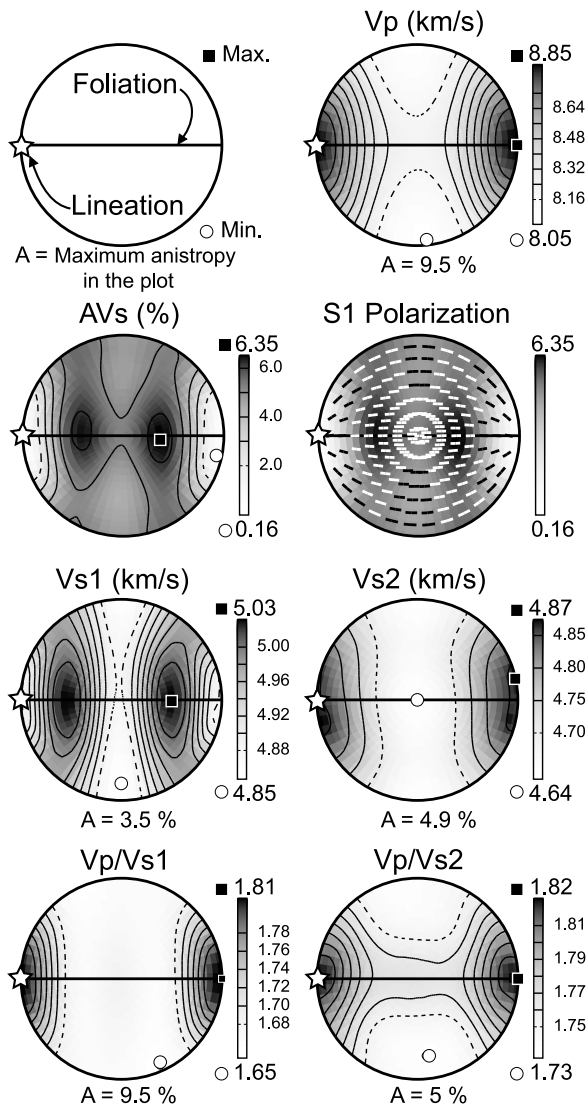 Max.
Foliation
Lineation
Min.
A = Maximum anistropy
in the plot
Vp (km/s)
8.85
8.64
8.48
8.32
8.16
8.05
A = 9.5 %
AVs (%)
6.35
6.0
4.0
2.0
0.16
S1 Polarization
6.35
0.16
Vs1 (km/s)
5.03
5.00
4.96
4.92
4.88
4.85
A = 3.5 %
Vs2 (km/s)
4.87
4.85
4.80
4.75
4.70
4.64
A = 4.9 %
Vp/Vs1
1.81
1.78
1.76
1.74
1.72
1.70
1.68
1.65
A = 9.5 %
Vp/Vs2
1.82
1.81
1.79
1.77
1.75
1.73
A = 5 %